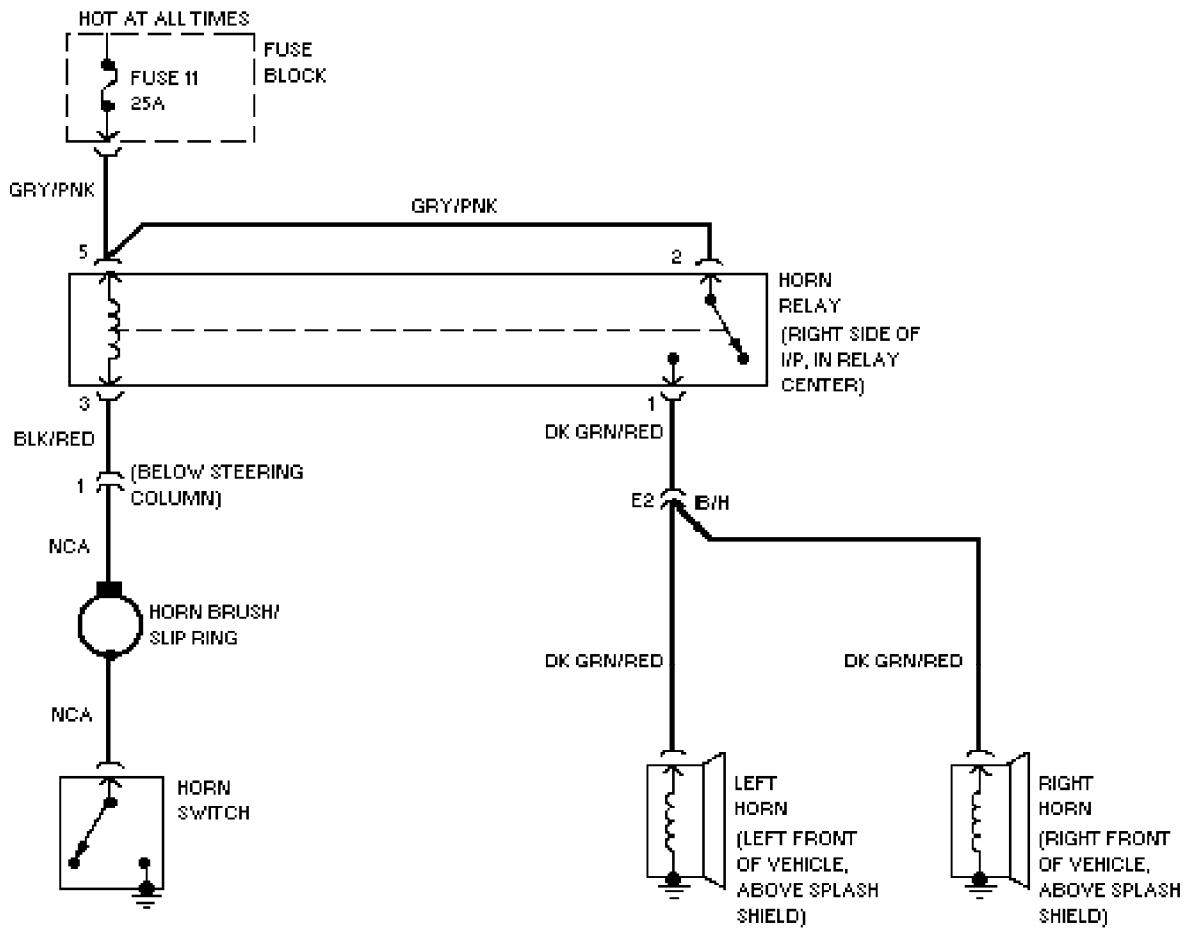 HOT AT ALL TIMES
FUSE
BLOCK
FUSE 11
25A
GRY/PNK
GRY/PNK
5
2
HORN
RELAY
(RIGHT SIDE OF
I/P, IN RELAY
CENTER)
3
1
BLK/RED
DK GRN/RED
1
(BELOW STEERING
COLUMN)
E2
IB/H
NCA
HORN BRUSH/
SLIP RING
DK GRN/RED
DK GRN/RED
NCA
HORN
SWITCH
LEFT
HORN
(LEFT FRONT
OF VEHICLE,
ABOVE SPLASH
SHIELD)
RIGHT
HORN
(RIGHT FRONT
OF VEHICLE,
ABOVE SPLASH
SHIELD)